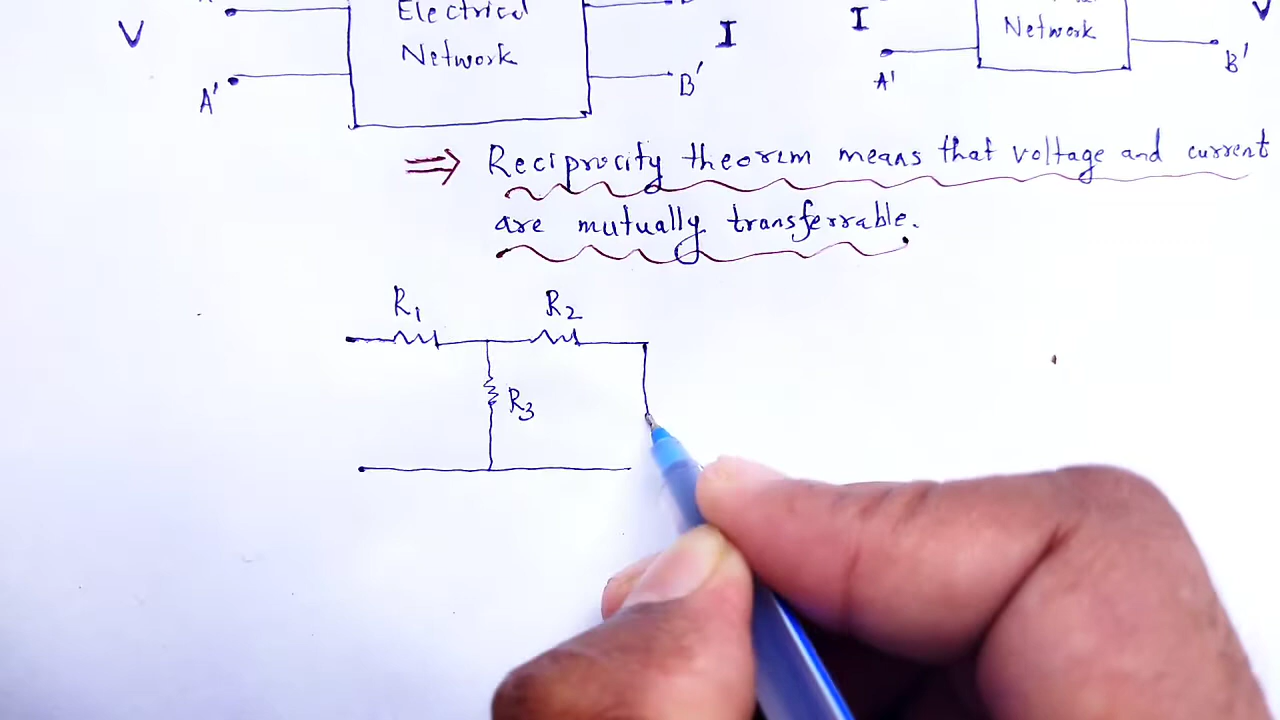 Electrical
V
I
I
Network
Network
A'
B'
A'
B'
⇒ Reciprocity theorem means that voltage and current
are mutually transferrable.
R1 R2
R3